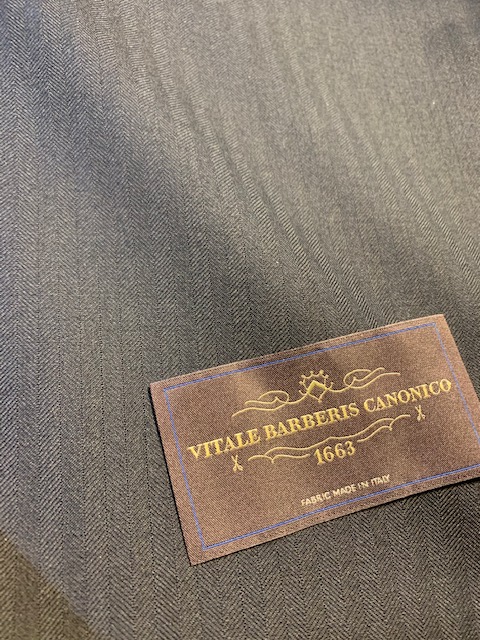 VITALE BARBERIS CANONICO
1663
FABRIC MADE IN ITALY